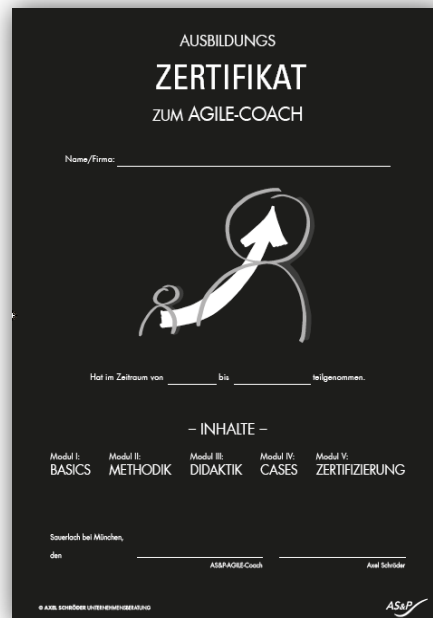 AUSBILDUNGS
ZERTIFIKAT
ZUM AGILE-COACH
Name/Firma:
Hat im Zeitraum von bis teilgenommen.
– INHALTE –
Modul I: Modul II: Modul III: Modul IV: Modul V:
BASICS METHODIK DIDAKTIK CASES ZERTIFIZIERUNG
Sauerlach bei München,
den
AS&P-AGILE-Coach Axel Schröder
© AXEL SCHRÖDER UNTERNEHMENSBERATUNG AS&P